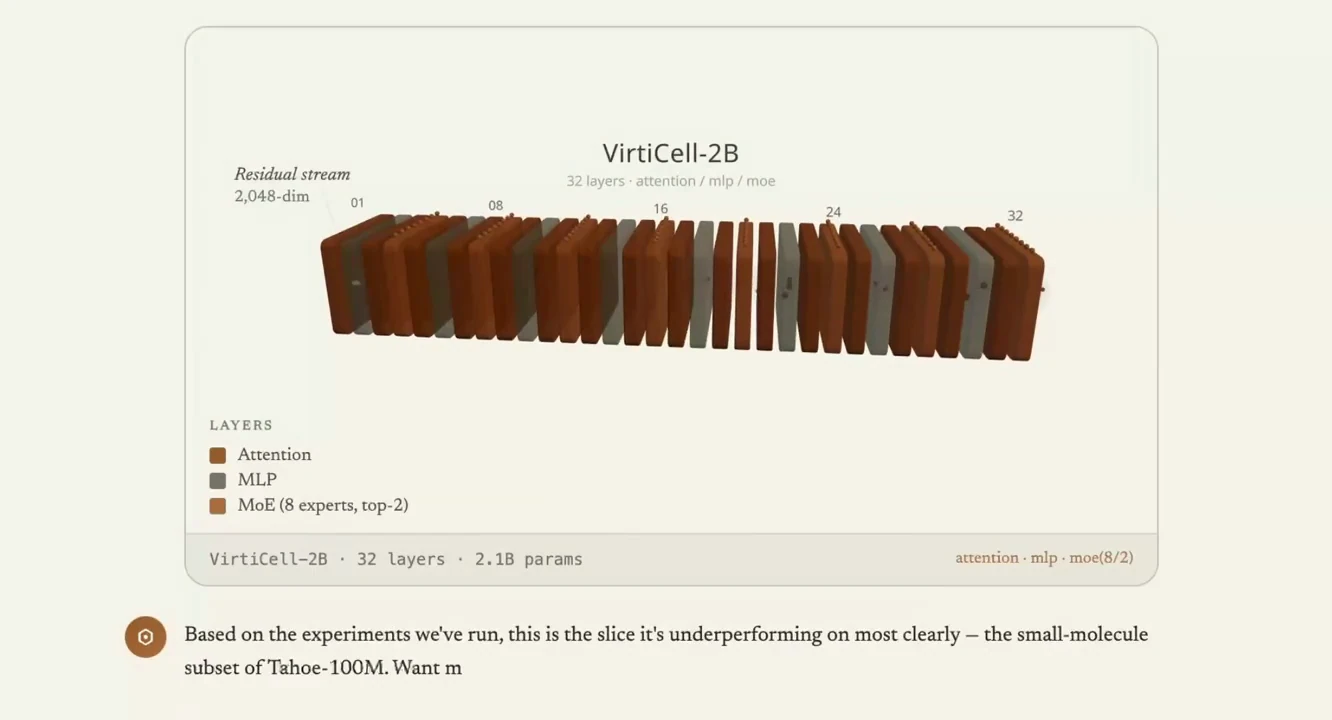 VirtiCell-2B
32 layers · attention / mlp / moe
Residual stream
2,048-dim
01
08
16
24
32
LAYERS
Attention
MLP
MoE (8 experts, top-2)
VirtiCell-2B · 32 layers · 2.1B params
attention · mlp · moe(8/2)
Based on the experiments we've run, this is the slice it's underperforming on most clearly — the small-molecule
subset of Tahoe-100M. Want m